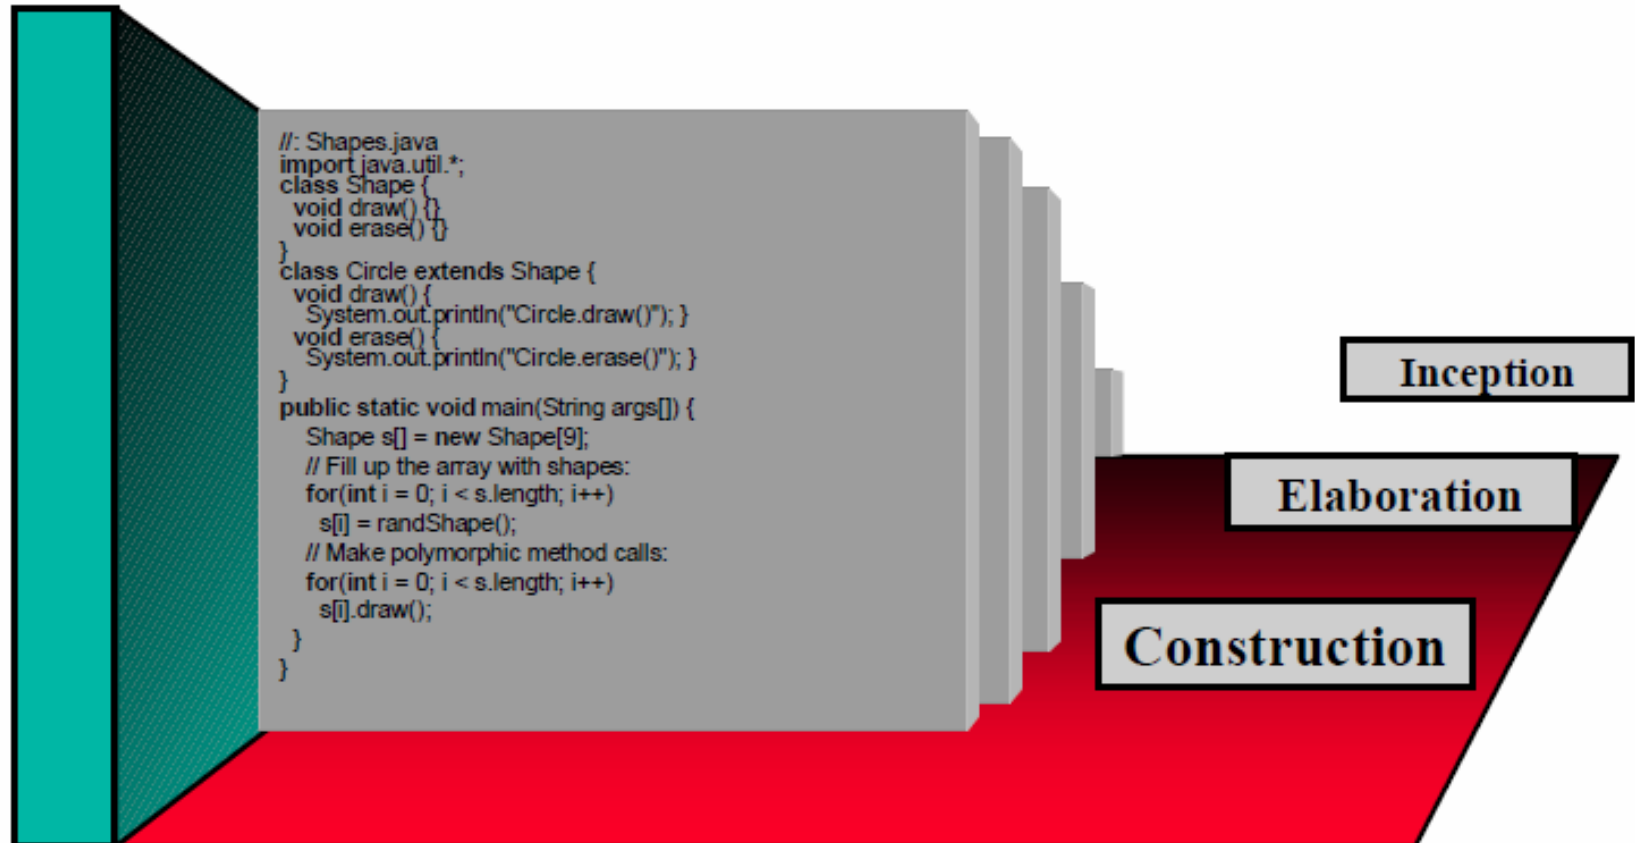 //: Shapes.java
import java.util.*;
class Shape {
void draw() {}
void erase() {}
}
class Circle extends Shape {
void draw() {
System.out.println("Circle.draw()"); }
void erase() {
System.out.println("Circle.erase()"); }
}
public static void main(String args[]) {
Shape s[] = new Shape[9];
// Fill up the array with shapes:
for(int i = 0; i < s.length; i++)
s[i] = randShape();
// Make polymorphic method calls:
for(int i = 0; i < s.length; i++)
s[i].draw();
}
}
Inception
Elaboration
Construction